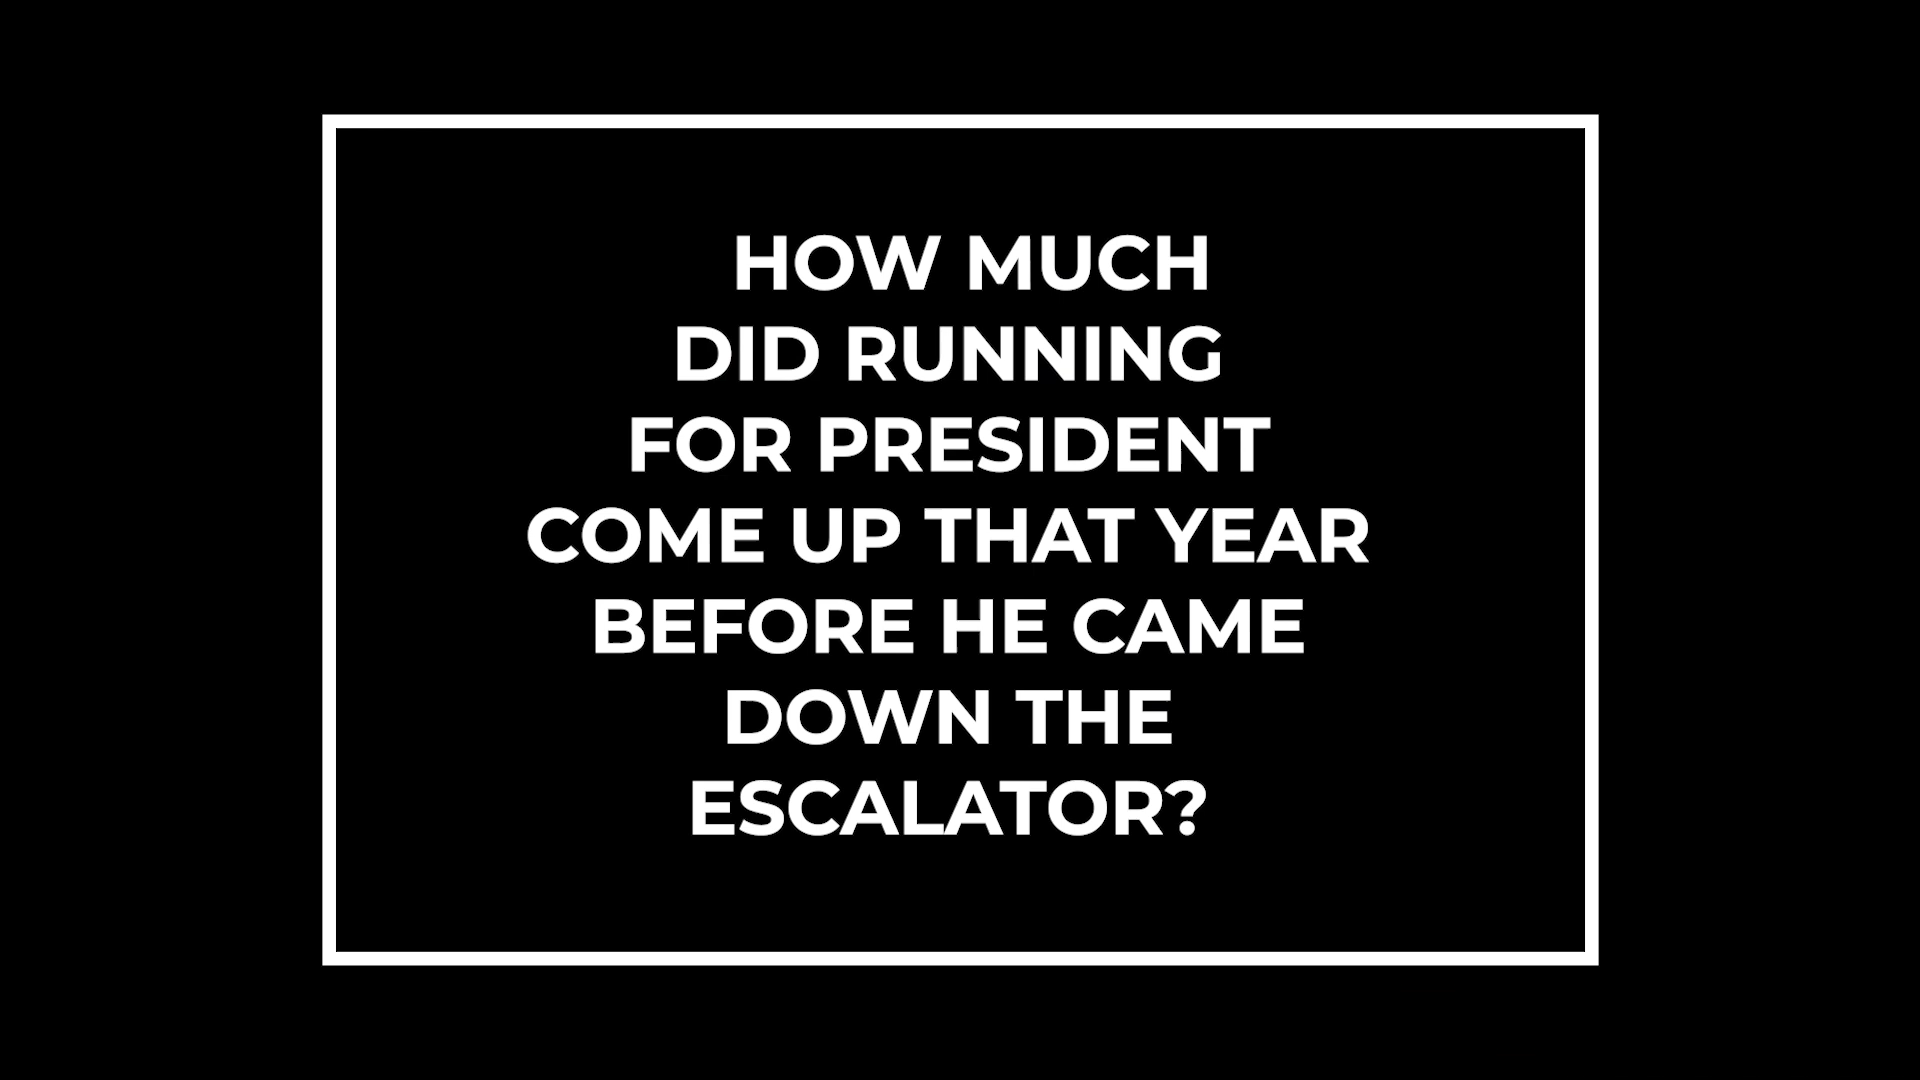 HOW MUCH
DID RUNNING
FOR PRESIDENT
COME UP THAT YEAR
BEFORE HE CAME
DOWN THE
ESCALATOR?